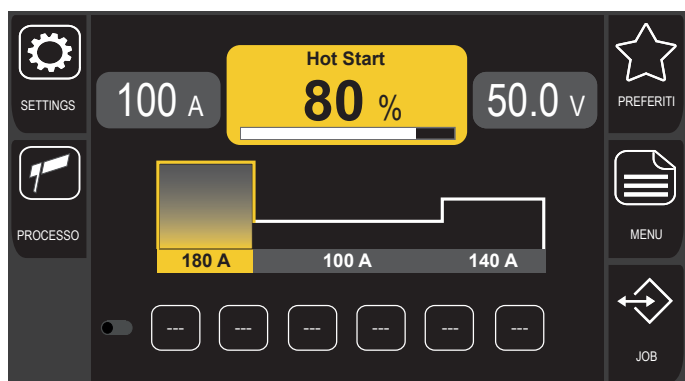 SETTINGS
PROCESSO
100 A
Hot Start
80 %
50.0 V
180 A
100 A
140 A
---
---
---
---
---
---
PREFERITI
MENU
JOB